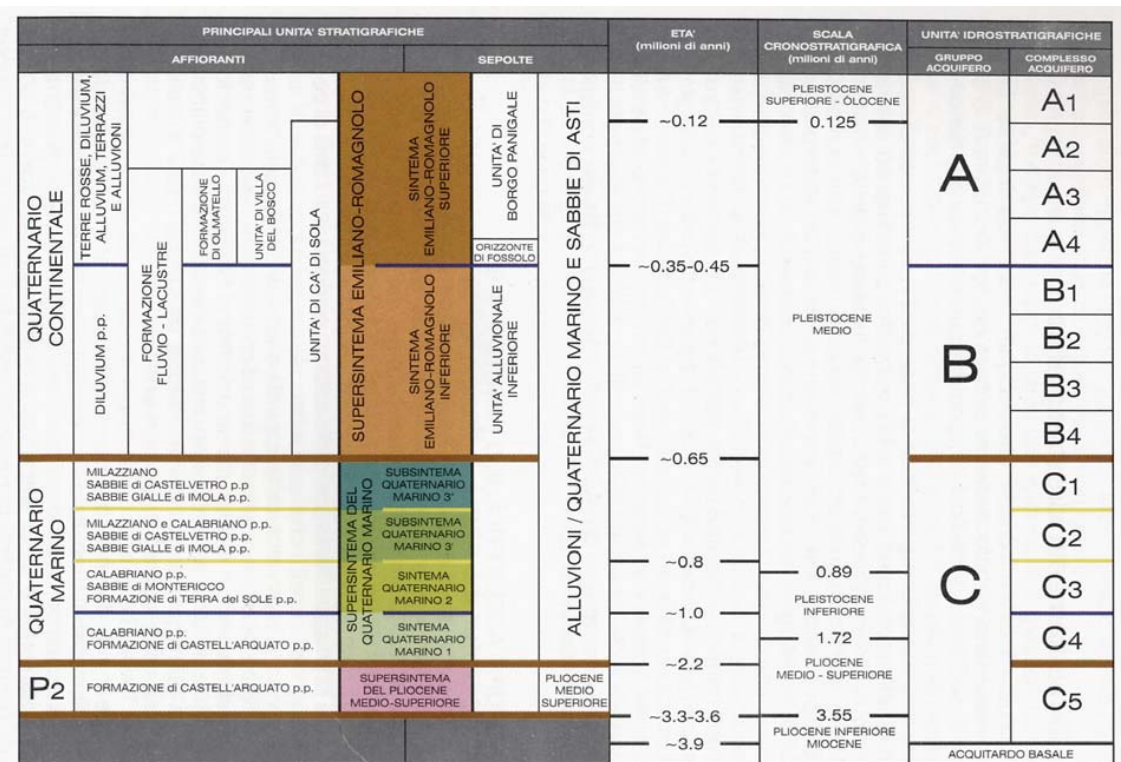 PRINCIPALI UNITA' STRATIGRAFICHE
ETA'
(milioni di anni)
SCALA
CRONOSTRATIGRAFICA
(milioni di anni)
UNITA' IDROSTRATIGRAFICHE
AFFIORANTI
SEPOLTE
GRUPPO
ACQUIFERO
COMPLESSO
ACQUIFERO
QUATERNARIO
CONTINENTALE
TERRE ROSSE, DILUVIUM,
ALLUVIUM, TERRAZZI
E ALLUVIONI
DILUVIUM p.p.
FORMAZIONE
FLUVIO - LACUSTRE
FORMAZIONE
DI OLMATELLO
UNITA' DI VILLA
DEL BOSCO
UNITA' DI CA' DI SOLA
SUPERSINTEMA EMILIANO-ROMAGNOLO
SINTEMA
EMILIANO-ROMAGNOLO
SUPERIORE
SINTEMA
EMILIANO-ROMAGNOLO
INFERIORE
UNITA' DI
BORGO PANIGALE
ORIZZONTE
DI FOSSOLO
UNITA' ALLUVIONALE
INFERIORE
ALLUVIONI / QUATERNARIO MARINO E SABBIE DI ASTI
QUATERNARIO
MARINO
MILAZZIANO
SABBIE di CASTELVETRO p.p
SABBIE GIALLE di IMOLA p.p.
MILAZZIANO e CALABRIANO p.p.
SABBIE di CASTELVETRO p.p.
SABBIE GIALLE di IMOLA p.p.
CALABRIANO p.p.
SABBIE di MONTERICCO
FORMAZIONE di TERRA del SOLE p.p.
CALABRIANO p.p.
FORMAZIONE di CASTELL'ARQUATO p.p.
SUPERSINTEMA DEL
QUATERNARIO MARINO
SUBSINTEMA
QUATERNARIO
MARINO 3"
SUBSINTEMA
QUATERNARIO
MARINO 3'
SINTEMA
QUATERNARIO
MARINO 2
SINTEMA
QUATERNARIO
MARINO 1
P2
FORMAZIONE di CASTELL'ARQUATO p.p.
SUPERSINTEMA
DEL PLIOCENE
MEDIO-SUPERIORE
PLIOCENE
MEDIO
SUPERIORE
~0.12
~0.35-0.45
~0.65
~0.8
~1.0
~2.2
~3.3-3.6
~3.9
PLEISTOCENE
SUPERIORE - OLOCENE
0.125
PLEISTOCENE
MEDIO
0.89
PLEISTOCENE
INFERIORE
1.72
PLIOCENE
MEDIO - SUPERIORE
3.55
PLIOCENE INFERIORE
MIOCENE
A
B
C
A1
A2
A3
A4
B1
B2
B3
B4
C1
C2
C3
C4
C5
ACQUITARDO BASALE